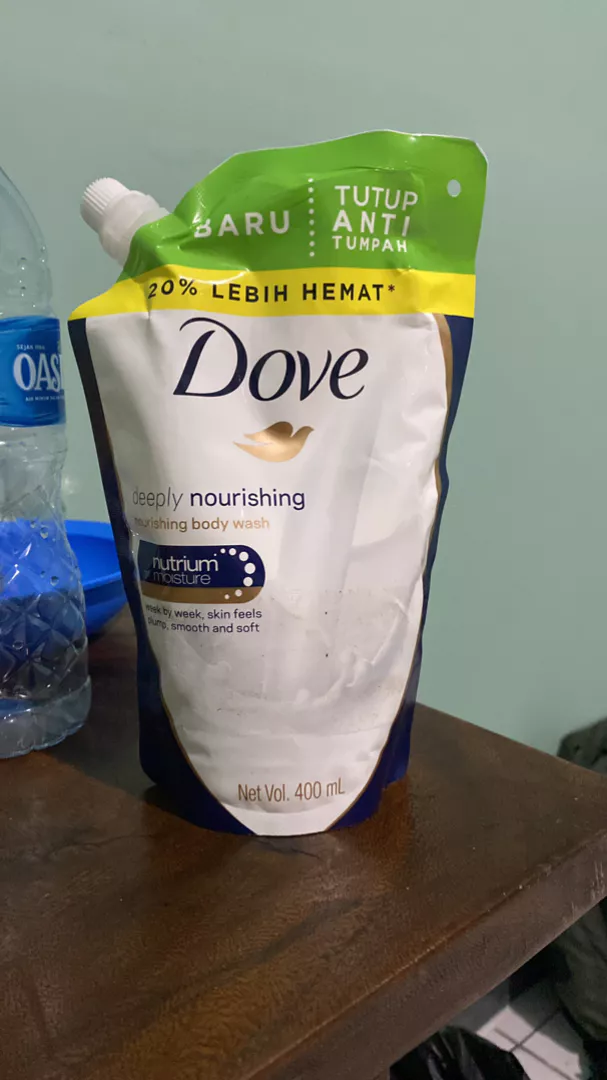 BARU
TUTUP
ANTI
TUMPAH
20% LEBIH HEMAT*
Dove
deeply nourishing
nourishing body wash
nutrium
moisture
week by week, skin feels
plump, smooth and soft
Net Vol. 400 mL
OAS